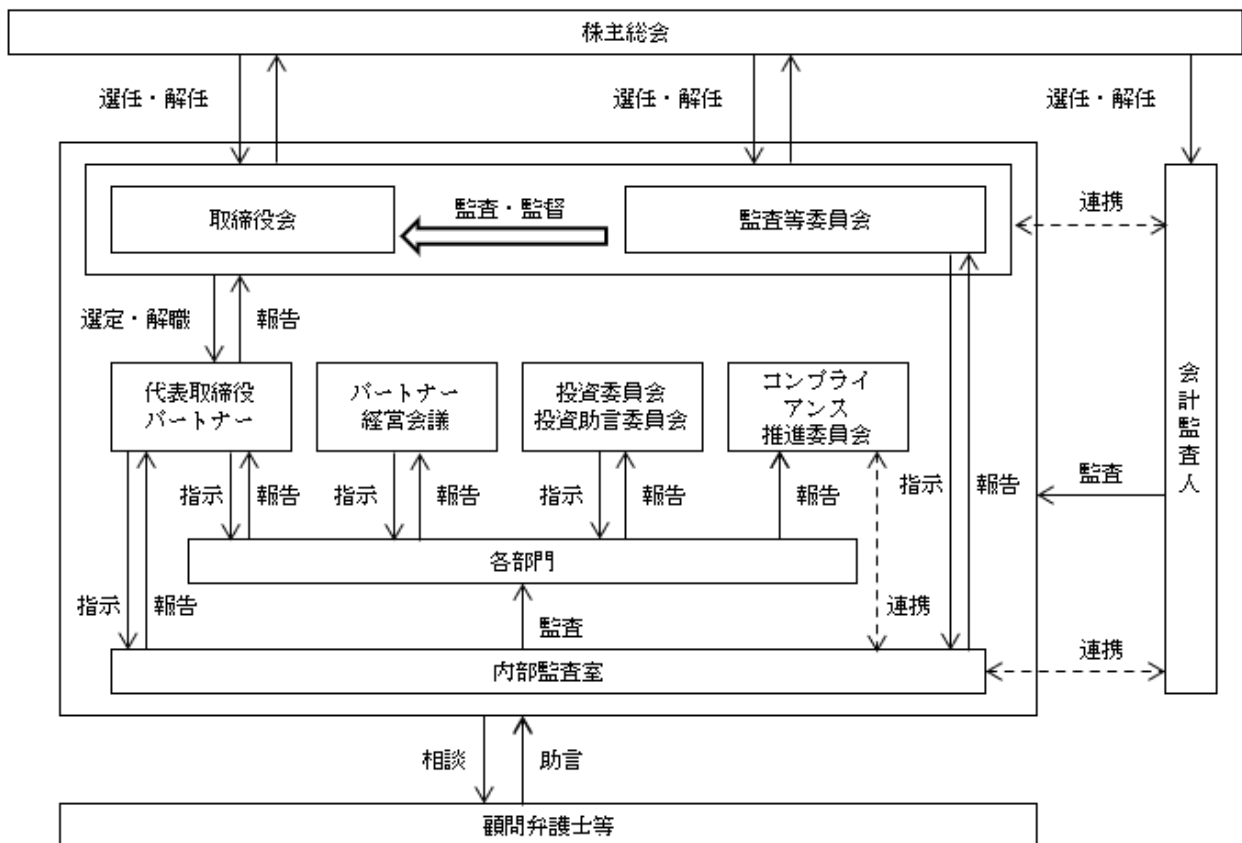 株主総会
選任・解任
選任・解任
選任・解任
取締役会
監査・監督
監査等委員会
連携
選定・解職
報告
代表取締役
パートナー
パートナー
経営会議
投資委員会
投資助言委員会
コンプライ
アンス
推進委員会
会計監査人
指示
報告
指示
報告
指示
報告
報告
指示
報告
監査
各部門
指示
報告
監査
連携
連携
内部監査室
相談
助言
顧問弁護士等